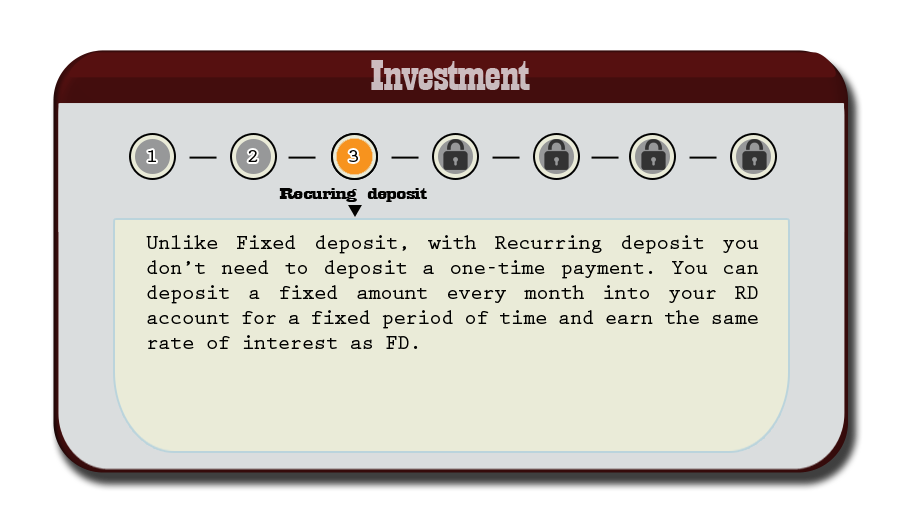 Investment
1 2 3
Recuring deposit
Unlike Fixed deposit, with Recurring deposit you
don't need to deposit a one-time payment. You can
deposit a fixed amount every month into your RD
account for a fixed period of time and earn the same
rate of interest as FD.